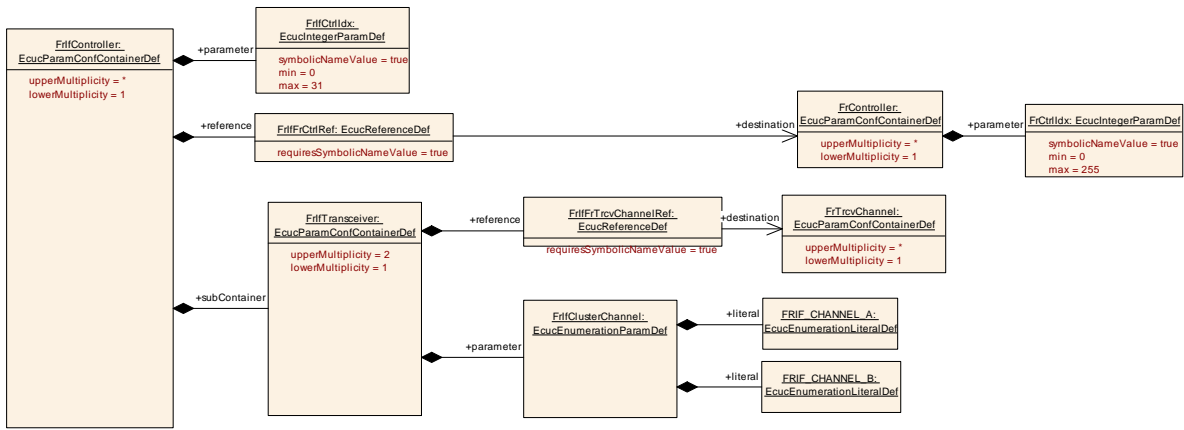 FrIfController:
EcucParamConfContainerDef
upperMultiplicity = *
lowerMultiplicity = 1
+parameter
FrIfCtrlIdx:
EcucIntegerParamDef
symbolicNameValue = true
min = 0
max = 31
+reference
FrIfFrCtrlRef: EcucReferenceDef
requiresSymbolicNameValue = true
+destination
FrController:
EcucParamConfContainerDef
upperMultiplicity = *
lowerMultiplicity = 1
+parameter
FrCtrlIdx: EcucIntegerParamDef
symbolicNameValue = true
min = 0
max = 255
+subContainer
FrIfTransceiver:
EcucParamConfContainerDef
upperMultiplicity = 2
lowerMultiplicity = 1
+reference
FrIfFrTrcvChannelRef:
EcucReferenceDef
requiresSymbolicNameValue = true
+destination
FrTrcvChannel:
EcucParamConfContainerDef
upperMultiplicity = *
lowerMultiplicity = 1
+parameter
FrIfClusterChannel:
EcucEnumerationParamDef
+literal
FRIF_CHANNEL_A:
EcucEnumerationLiteralDef
+literal
FRIF_CHANNEL_B:
EcucEnumerationLiteralDef